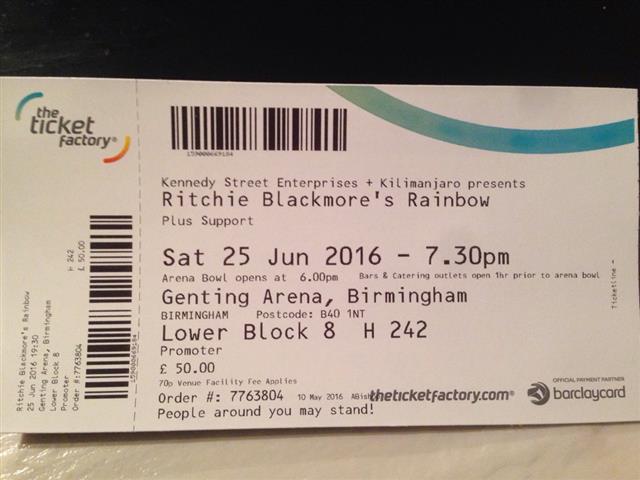 the
ticket
factory®
159000669184
Kennedy Street Enterprises + Kilimanjaro presents
Ritchie Blackmore's Rainbow
Plus Support
Sat 25 Jun 2016 - 7.30pm
Arena Bowl opens at 6.00pm Bars & Catering outlets open 1hr prior to arena bowl
Genting Arena, Birmingham
BIRMINGHAM Postcode: B40 1NT
Lower Block 8 H 242
Promoter
£ 50.00
70p Venue Facility Fee Applies
Order #: 7763804 10 May 2016 theticketfactory.com®
People around you may stand!
OFFICIAL PAYMENT PARTNER
barclaycard
Ticketline -
H 242
£ 50.00
Ritchie Blackmore's Rainbow
25 Jun 2016 19:30
Genting Arena, Birmingham
Lower Block 8
Promoter
Order #:7763804
159000669184